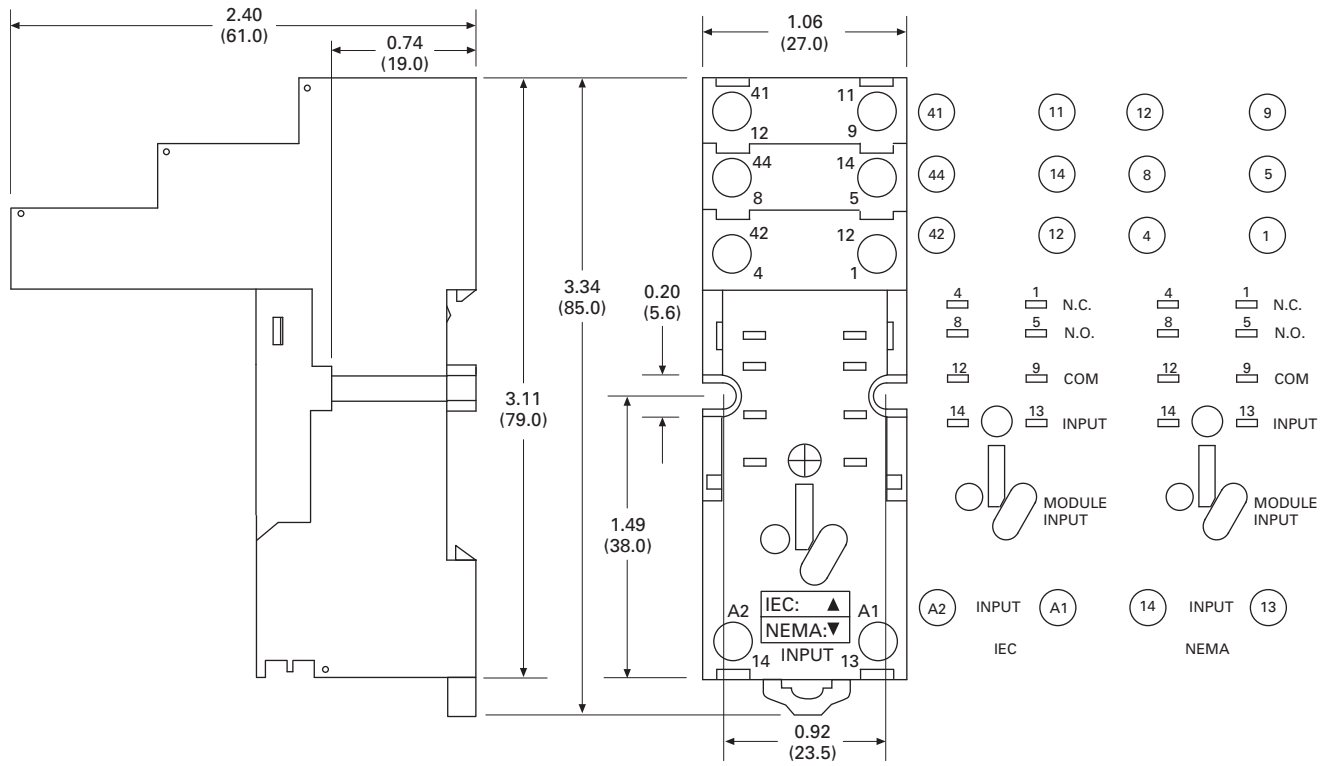 2.40
(61.0)
0.74
(19.0)
3.34
(85.0)
3.11
(79.0)
0.20
(5.6)
1.49
(38.0)
1.06
(27.0)
41 11
12 9
44 14
8 5
42 12
4 1
A2 IEC: ▲ A1
NEMA:▼
14 INPUT 13
0.92
(23.5)
41 11
44 14
42 12
4 1 N.C.
8 5 N.O.
12 9 COM
14 13 INPUT
MODULE
INPUT
A2 INPUT A1
IEC
12 9
8 5
4 1
4 1 N.C.
8 5 N.O.
12 9 COM
14 13 INPUT
MODULE
INPUT
14 INPUT 13
NEMA